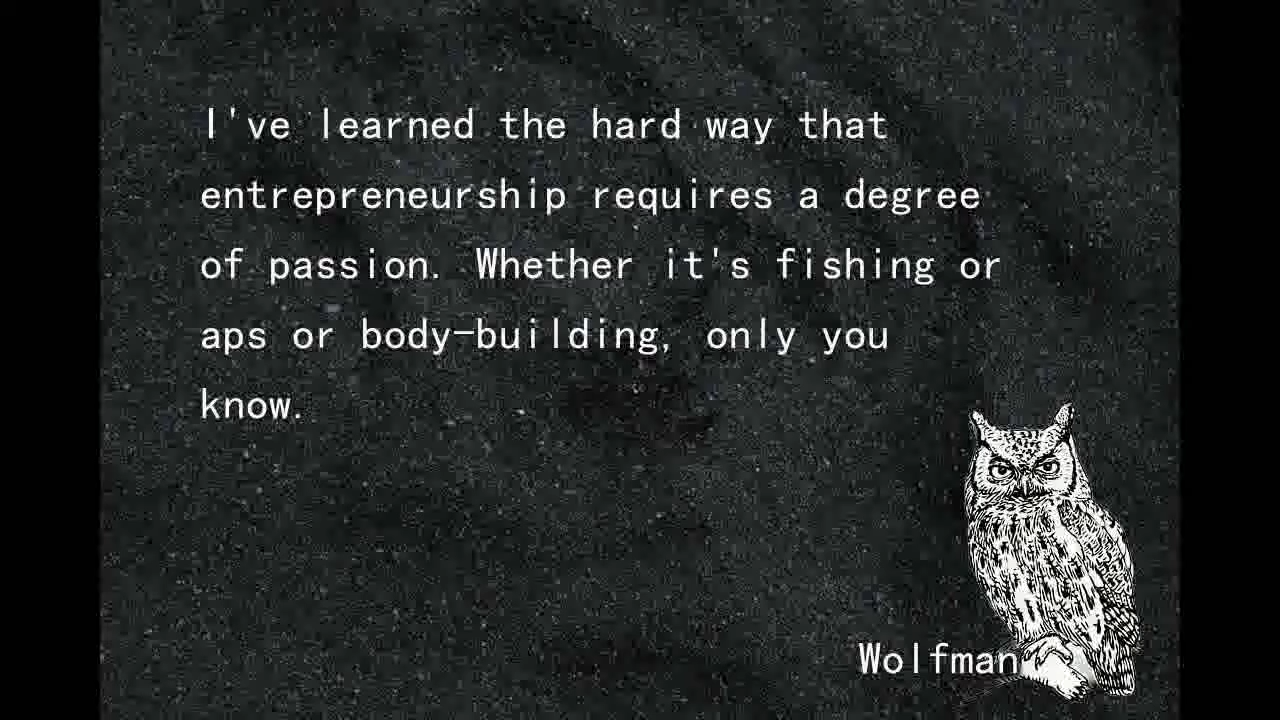 I've learned the hard way that
entrepreneurship requires a degree
of passion. Whether it's fishing or
aps or body-building, only you
know.
Wolfman